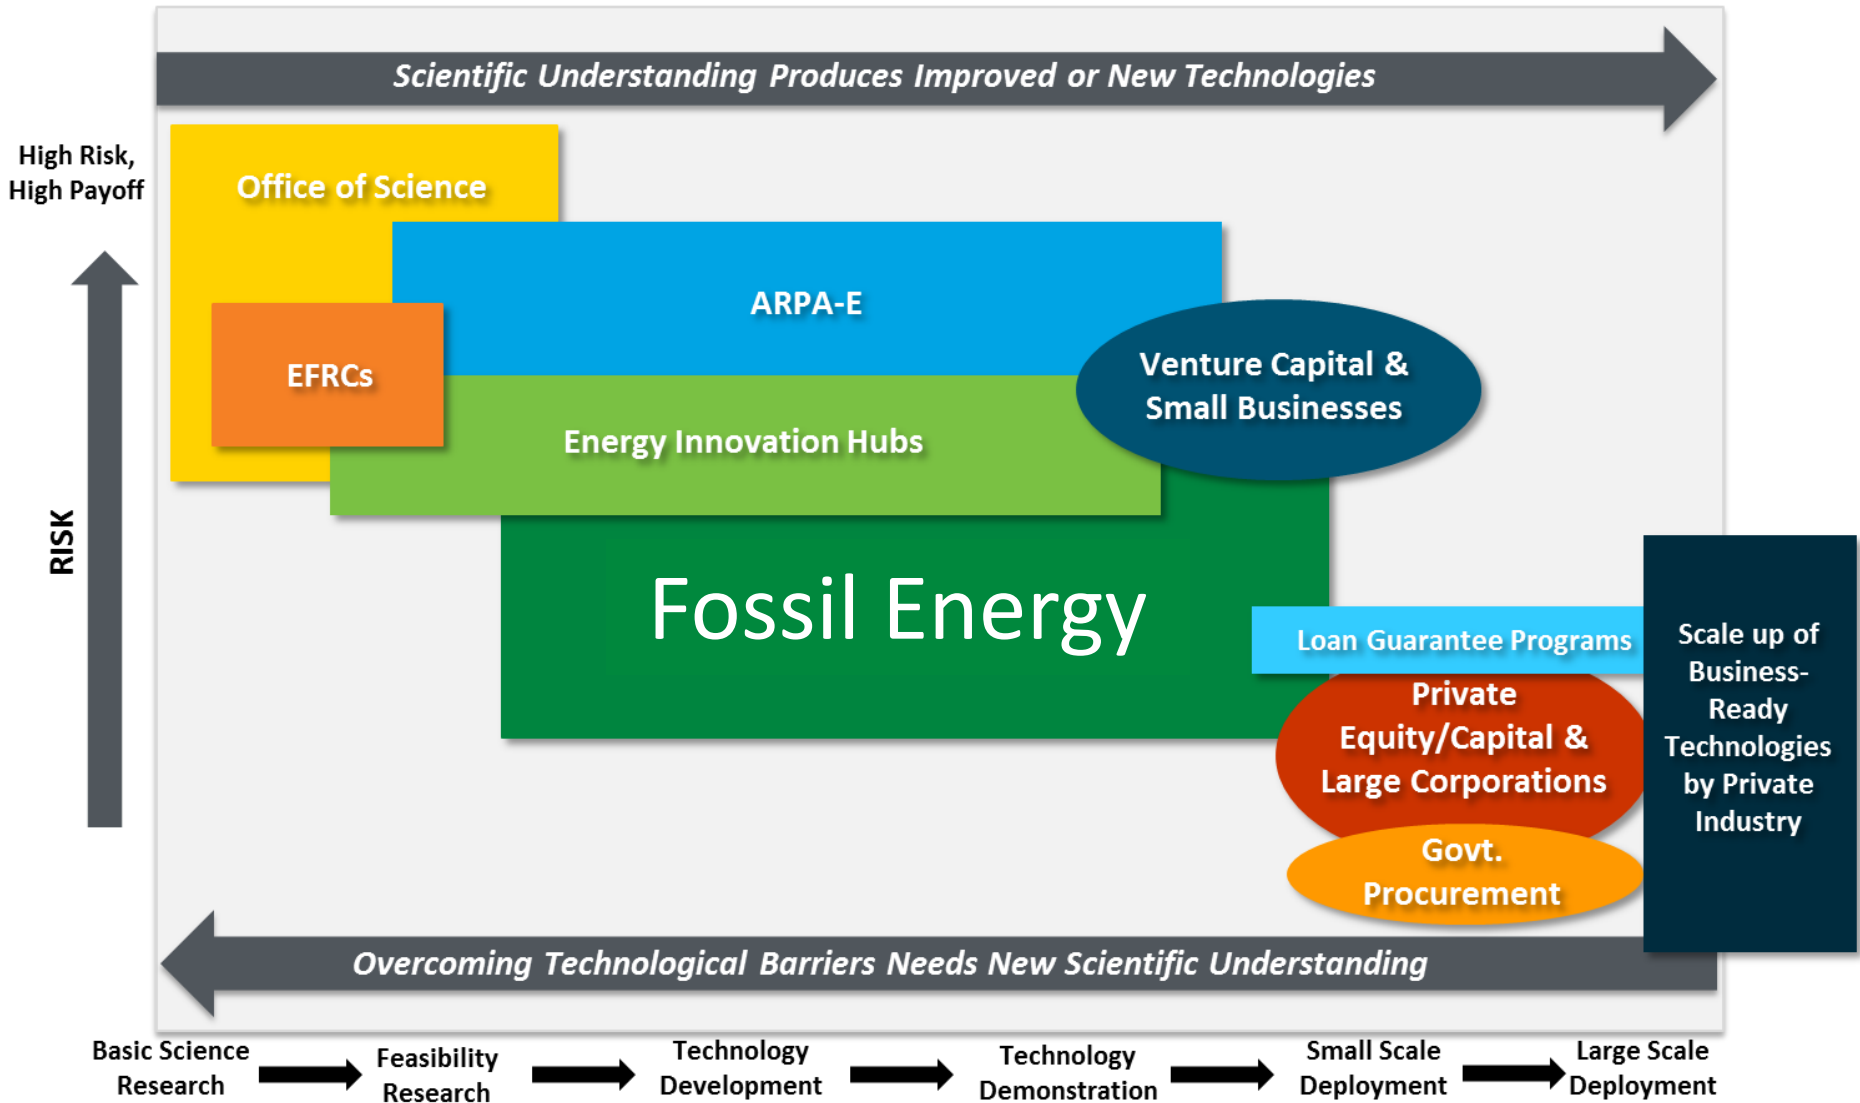 Scientific Understanding Produces Improved or New Technologies
High Risk,
High Payoff
Office of Science
ARPA-E
EFRCs
Venture Capital &
Small Businesses
Energy Innovation Hubs
RISK
Fossil Energy
Loan Guarantee Programs
Private
Equity/Capital &
Large Corporations
Govt.
Procurement
Scale up of
Business-
Ready
Technologies
by Private
Industry
Overcoming Technological Barriers Needs New Scientific Understanding
Basic Science
Research
Feasibility
Research
Technology
Development
Technology
Demonstration
Small Scale
Deployment
Large Scale
Deployment